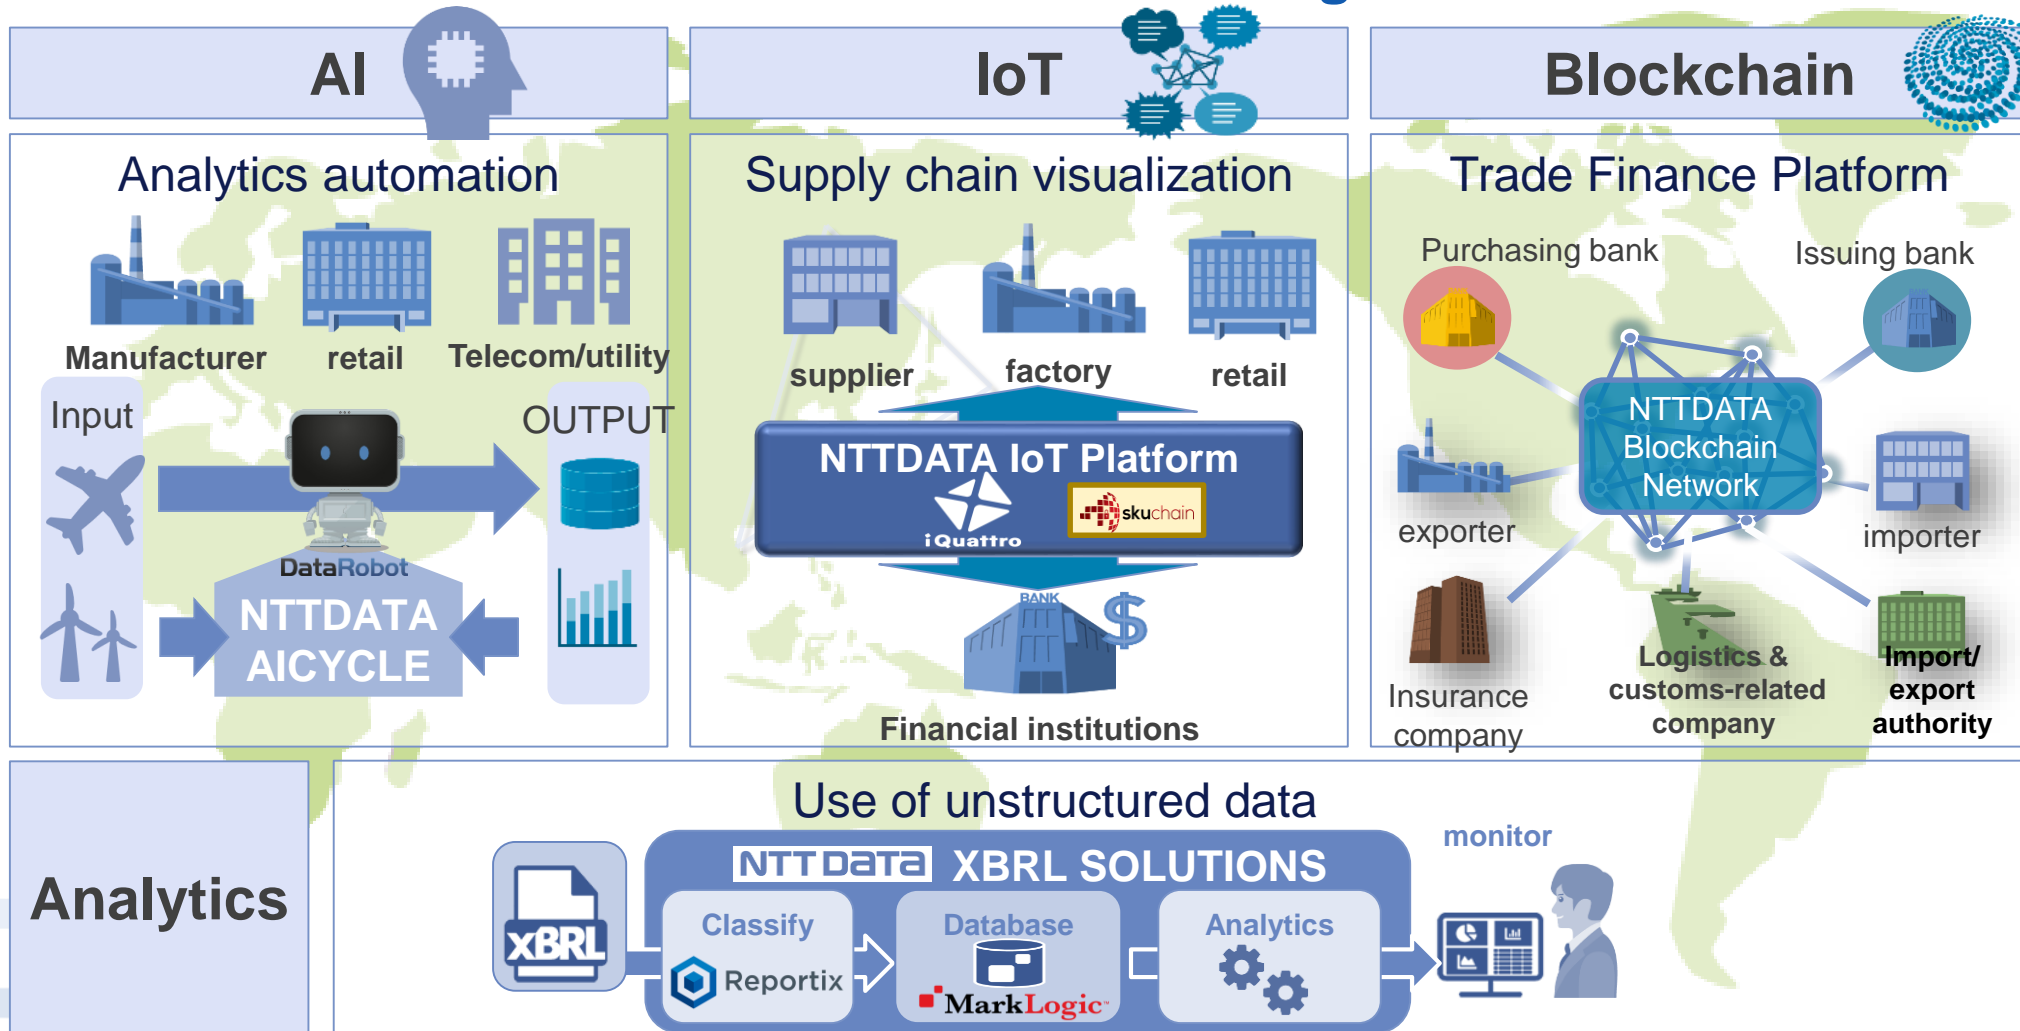 AI
IoT
Blockchain
Analytics automation
Manufacturer
retail
Telecom/utility
Input
OUTPUT
DataRobot
NTTDATA
AICYCLE
Supply chain visualization
supplier
factory
retail
NTTDATA IoT Platform
iQuattro
skuchain
BANK
$
Financial institutions
Trade Finance Platform
Purchasing bank
Issuing bank
NTTDATA
Blockchain
Network
exporter
importer
Insurance
company
Logistics &
customs-related
company
Import/
export
authority
Analytics
Use of unstructured data
XBRL
NTT DATA XBRL SOLUTIONS
Classify
Reportix
Database
MarkLogic™
Analytics
monitor